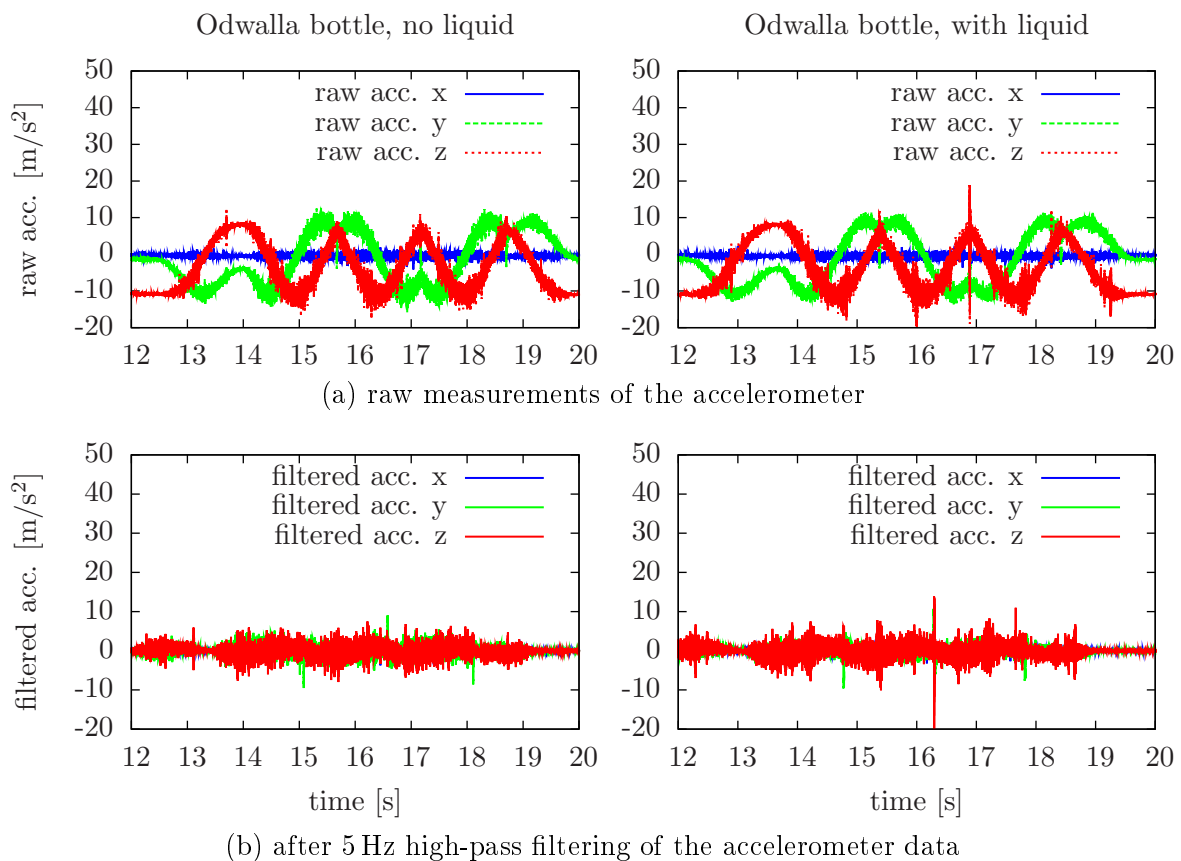 Odwalla bottle, no liquid
Odwalla bottle, with liquid
raw acc. [m/s²]
50
40
30
20
10
0
-10
-20
raw acc. x
raw acc. y
raw acc. z
12 13 14 15 16 17 18 19 20
50
40
30
20
10
0
-10
-20
raw acc. x
raw acc. y
raw acc. z
12 13 14 15 16 17 18 19 20
(a) raw measurements of the accelerometer
filtered acc. [m/s²]
50
40
30
20
10
0
-10
-20
filtered acc. x
filtered acc. y
filtered acc. z
12 13 14 15 16 17 18 19 20
time [s]
50
40
30
20
10
0
-10
-20
filtered acc. x
filtered acc. y
filtered acc. z
12 13 14 15 16 17 18 19 20
time [s]
(b) after 5 Hz high-pass filtering of the accelerometer data